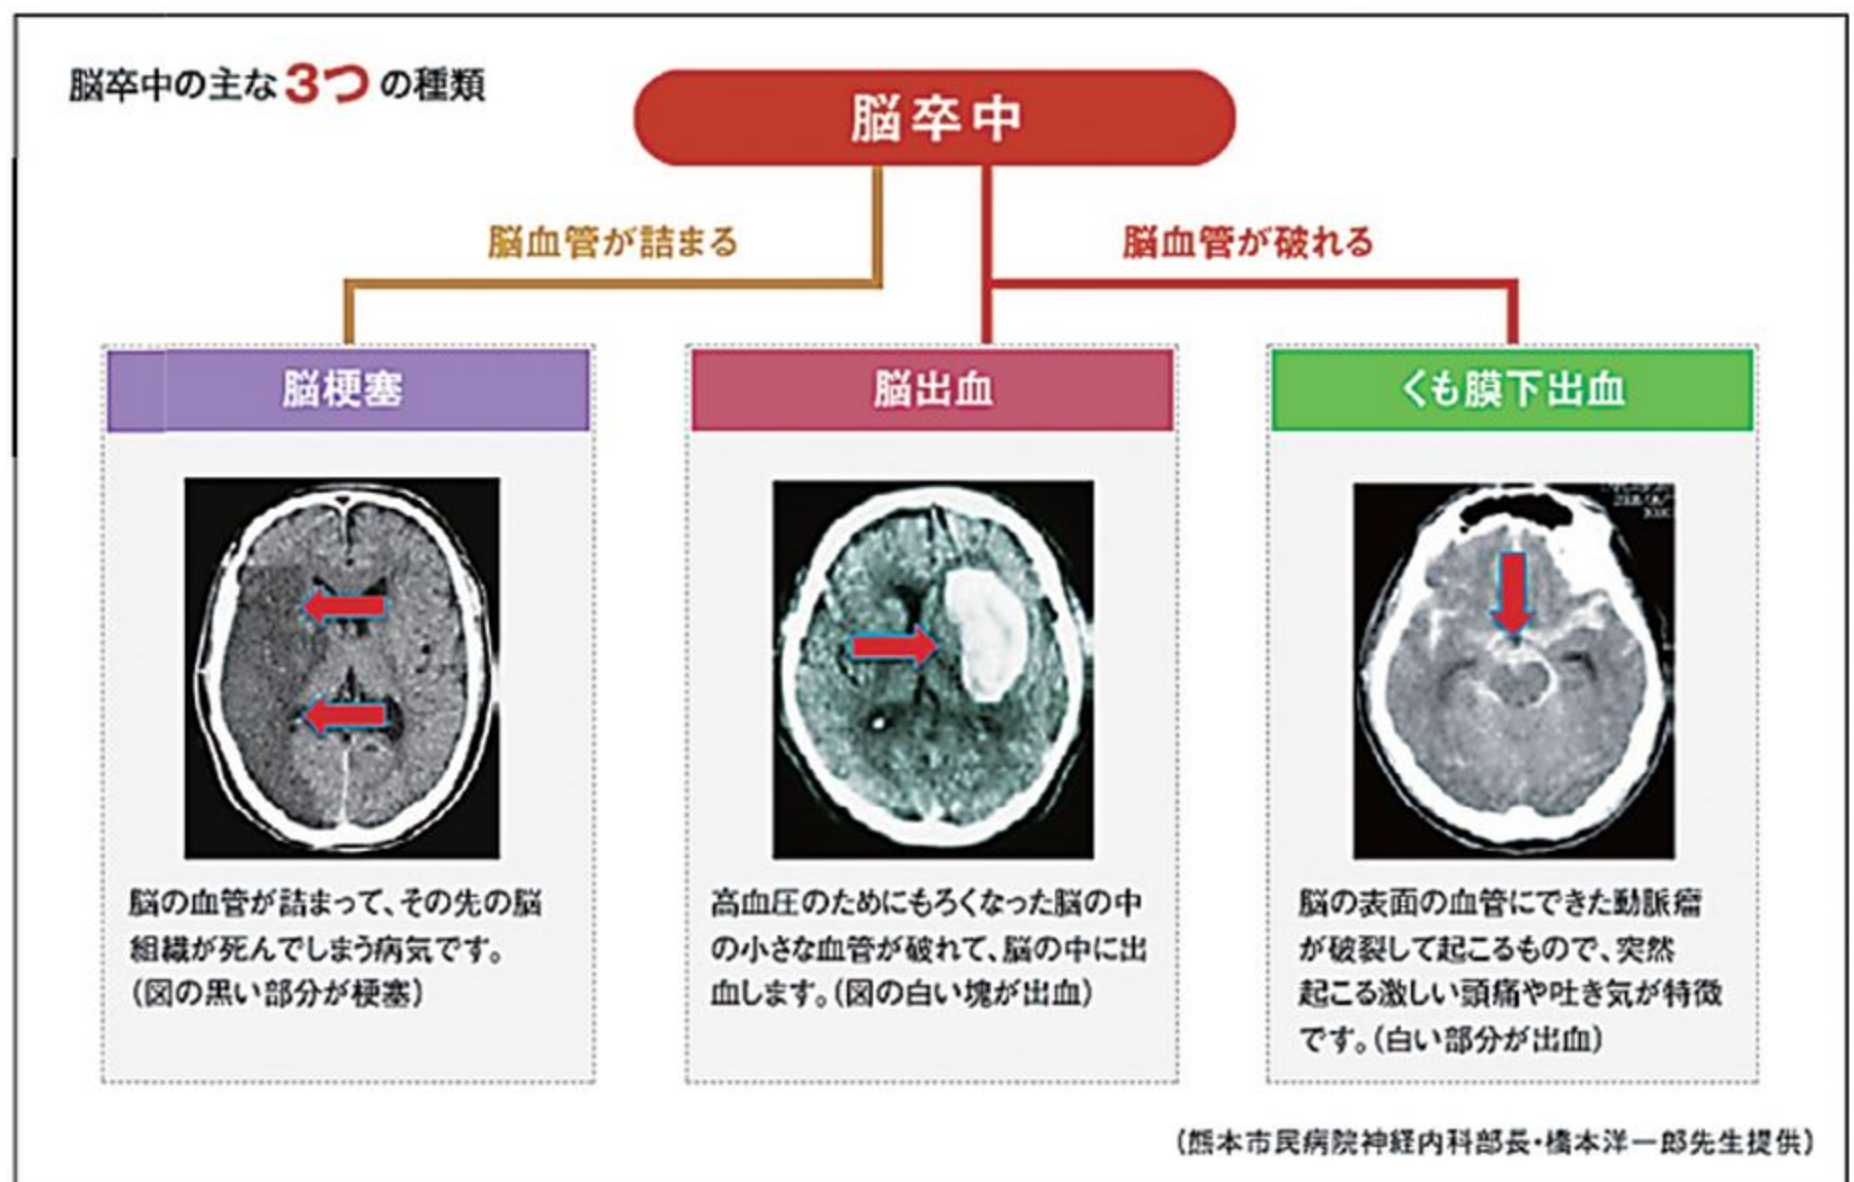 脳卒中の主な3つの種類
脳卒中
脳血管が詰まる
脳血管が破れる
脳梗塞
脳の血管が詰まって、その先の脳
組織が死んでしまう病気です。
（図の黒い部分が梗塞）
脳出血
高血圧のためにもろくなった脳の中
の小さな血管が破れて、脳の中に出
血します。（図の白い塊が出血）
くも膜下出血
脳の表面の血管にできた動脈瘤
が破裂して起こるもので、突然
起こる激しい頭痛や吐き気が特徴
です。（白い部分が出血）
（熊本市民病院神経内科部長・橋本洋一郎先生提供）